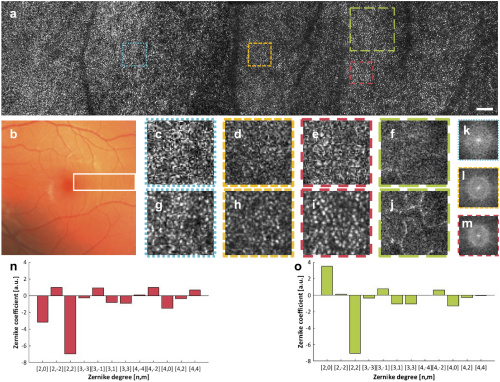 a
b
c
d
e
f
k
l
g
h
i
j
m
n
o
Zernike coefficient [a.u.]
4
2
0
-2
-4
-6
-8
[2,0] [2,-2] [2,2] [3,-3] [3,-1] [3,1] [3,3] [4,-4] [4,-2] [4,0] [4,2] [4,4]
Zernike degree [n,m]
Zernike coefficient [a.u.]
4
2
0
-2
-4
-6
-8
[2,0] [2,-2] [2,2] [3,-3] [3,-1] [3,1] [3,3] [4,-4] [4,-2] [4,0] [4,2] [4,4]
Zernike degree [n,m]